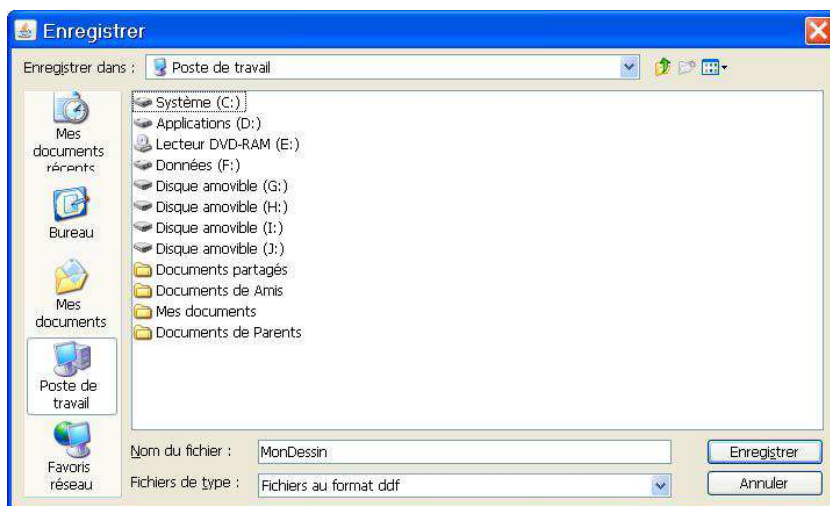 Enregistrer
Enregistrer dans : Poste de travail
Mes
documents
récents
Bureau
Mes
documents
Poste de
travail
Favoris
réseau
Système (C:)
Applications (D:)
Lecteur DVD-RAM (E:)
Données (F:)
Disque amovible (G:)
Disque amovible (H:)
Disque amovible (I:)
Disque amovible (J:)
Documents partagés
Documents de Amis
Mes documents
Documents de Parents
Nom du fichier : MonDessin Enregistrer
Fichiers de type : Fichiers au format ddf Annuler